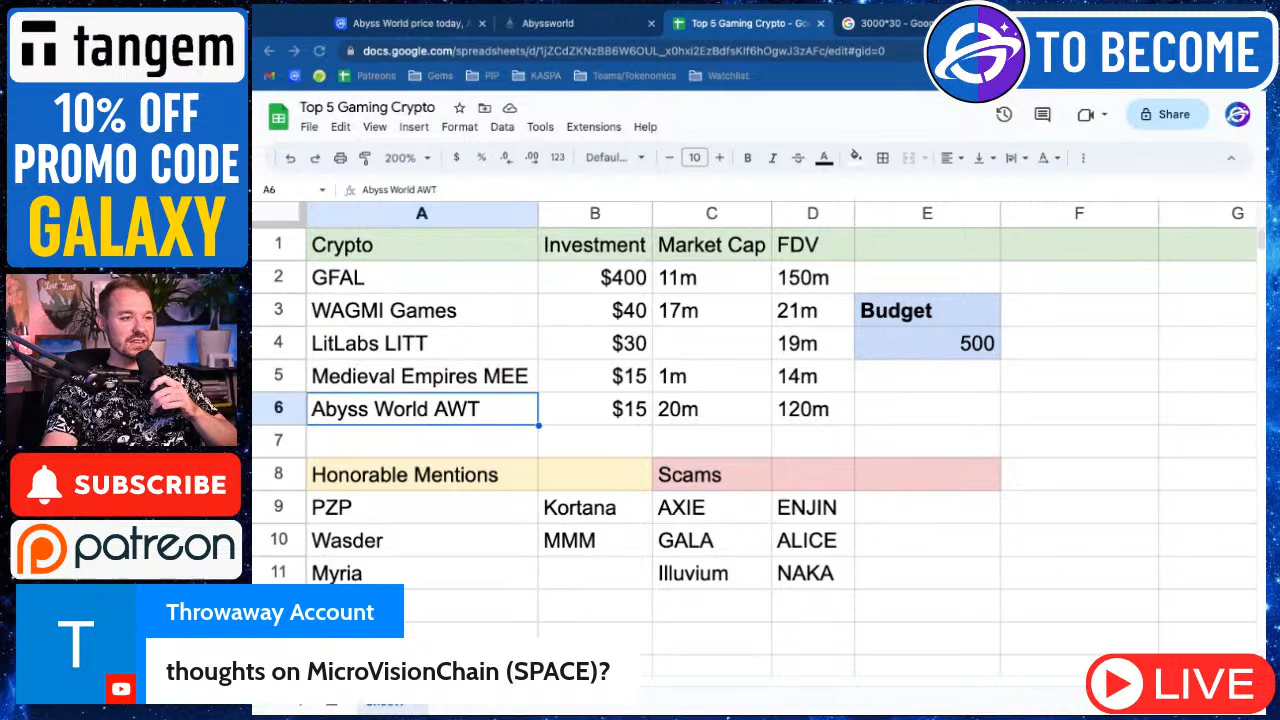 tangem
10% OFF
PROMO CODE
GALAXY
SUBSCRIBE
patreon
Abyss World price today,
Abyss
Top 5 Gaming Crypto - Go
3000*30 - Goo
TO BECOME
docs.google.com/spreadsheets/d/1jZCdZKNzBB6W6OUL_x0hxi2EzBdfsKIf6hOgwJ3zAFc/edit#gid=0
Patreons
Gems
PIP
KASPA
Teams/Tokenomics
Watchlist
Top 5 Gaming Crypto
File Edit View Insert Format Data Tools Extensions Help
Share
200% $ % .0 .00 123 Defaul... − 10 + B I A
A6 fx Abyss World AWT
A B C D E F G
1 Crypto Investment Market Cap FDV
2 GFAL $400 11m 150m
3 WAGMI Games $40 17m 21m Budget
4 LitLabs LITT $30 19m 500
5 Medieval Empires MEE $15 1m 14m
6 Abyss World AWT $15 20m 120m
7
8 Honorable Mentions Scams
9 PZP Kortana AXIE ENJIN
10 Wasder MMM GALA ALICE
11 Myria Illuvium NAKA
T
Throwaway Account
thoughts on MicroVisionChain (SPACE)?
LIVE